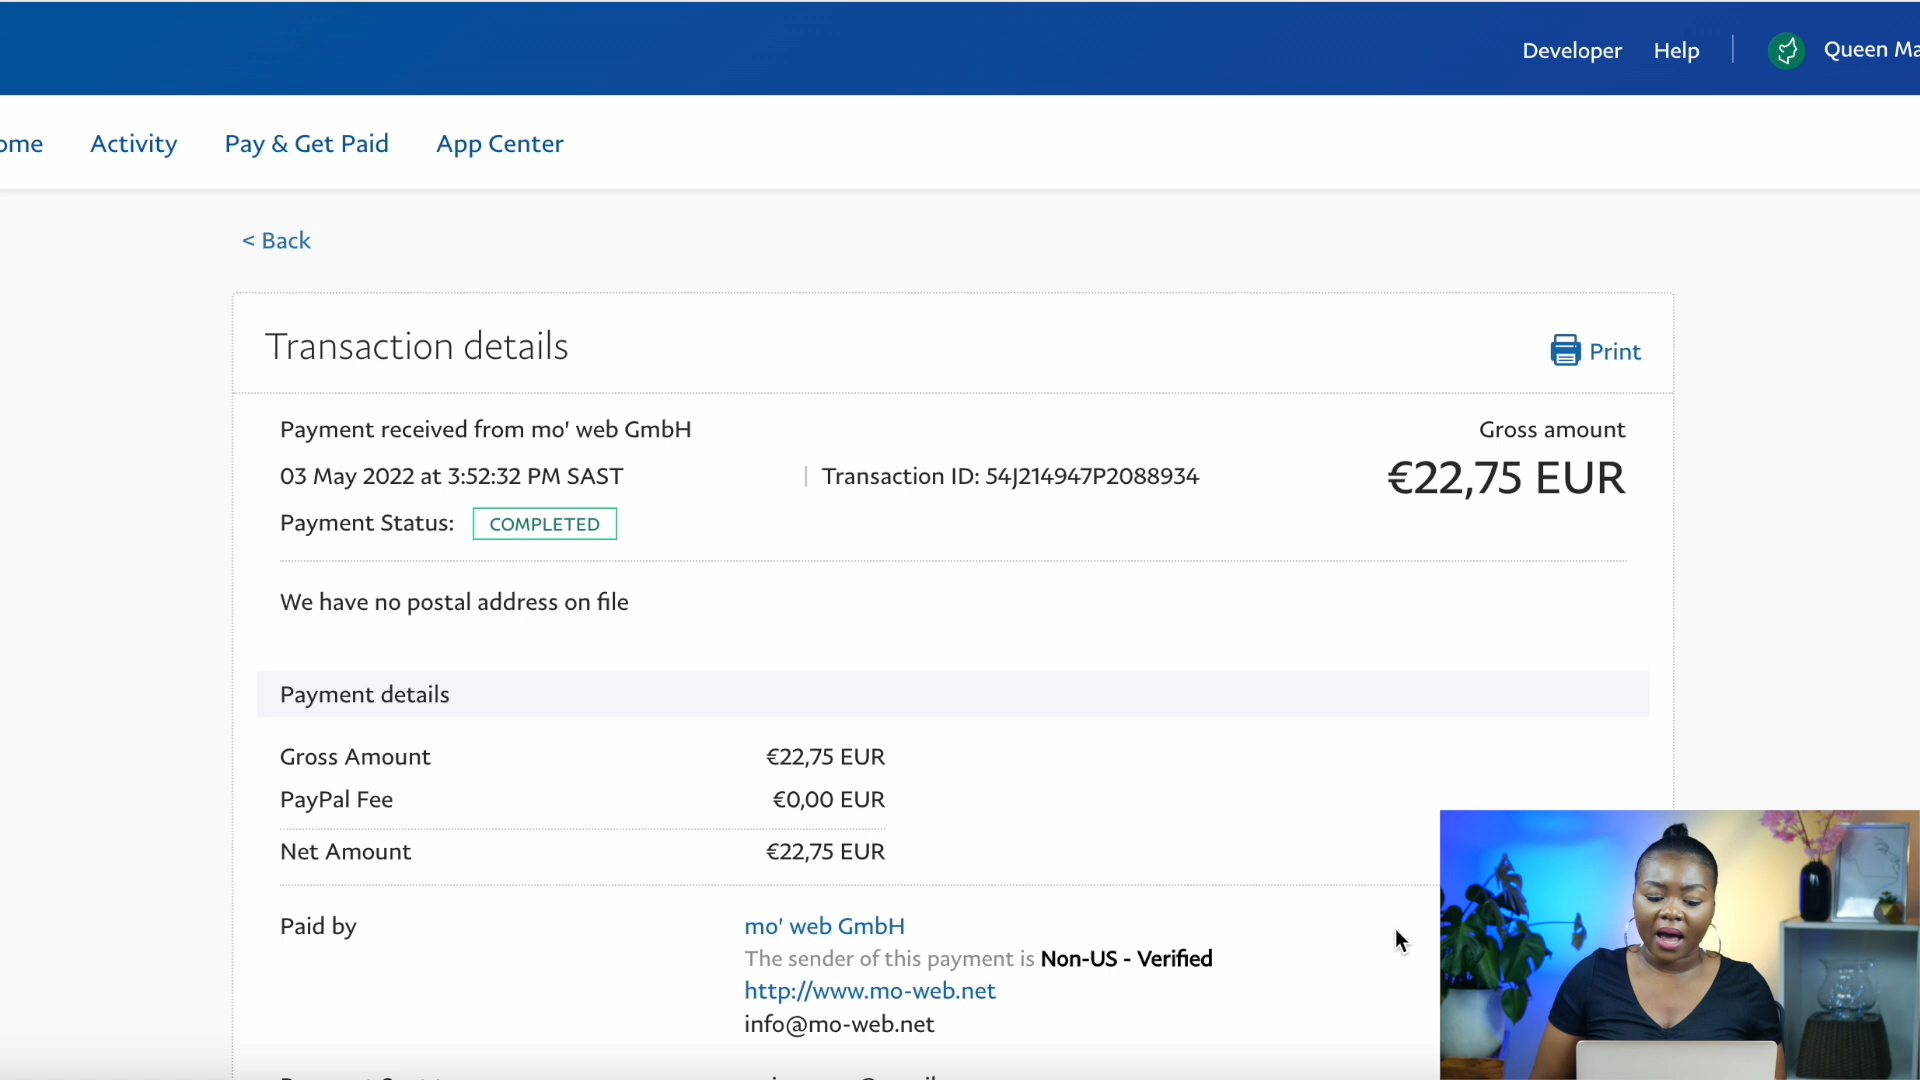 Developer Help Queen Ma
ome Activity Pay & Get Paid App Center
< Back
Transaction details
Print
Payment received from mo' web GmbH
Gross amount
03 May 2022 at 3:52:32 PM SAST | Transaction ID: 54J214947P2088934
€22,75 EUR
Payment Status: COMPLETED
We have no postal address on file
Payment details
Gross Amount €22,75 EUR
PayPal Fee €0,00 EUR
Net Amount €22,75 EUR
Paid by mo' web GmbH
The sender of this payment is Non-US - Verified
http://www.mo-web.net
info@mo-web.net